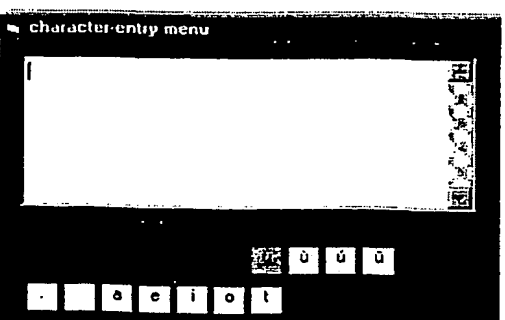 character-entry menu
ù ú ū
. a e i o t